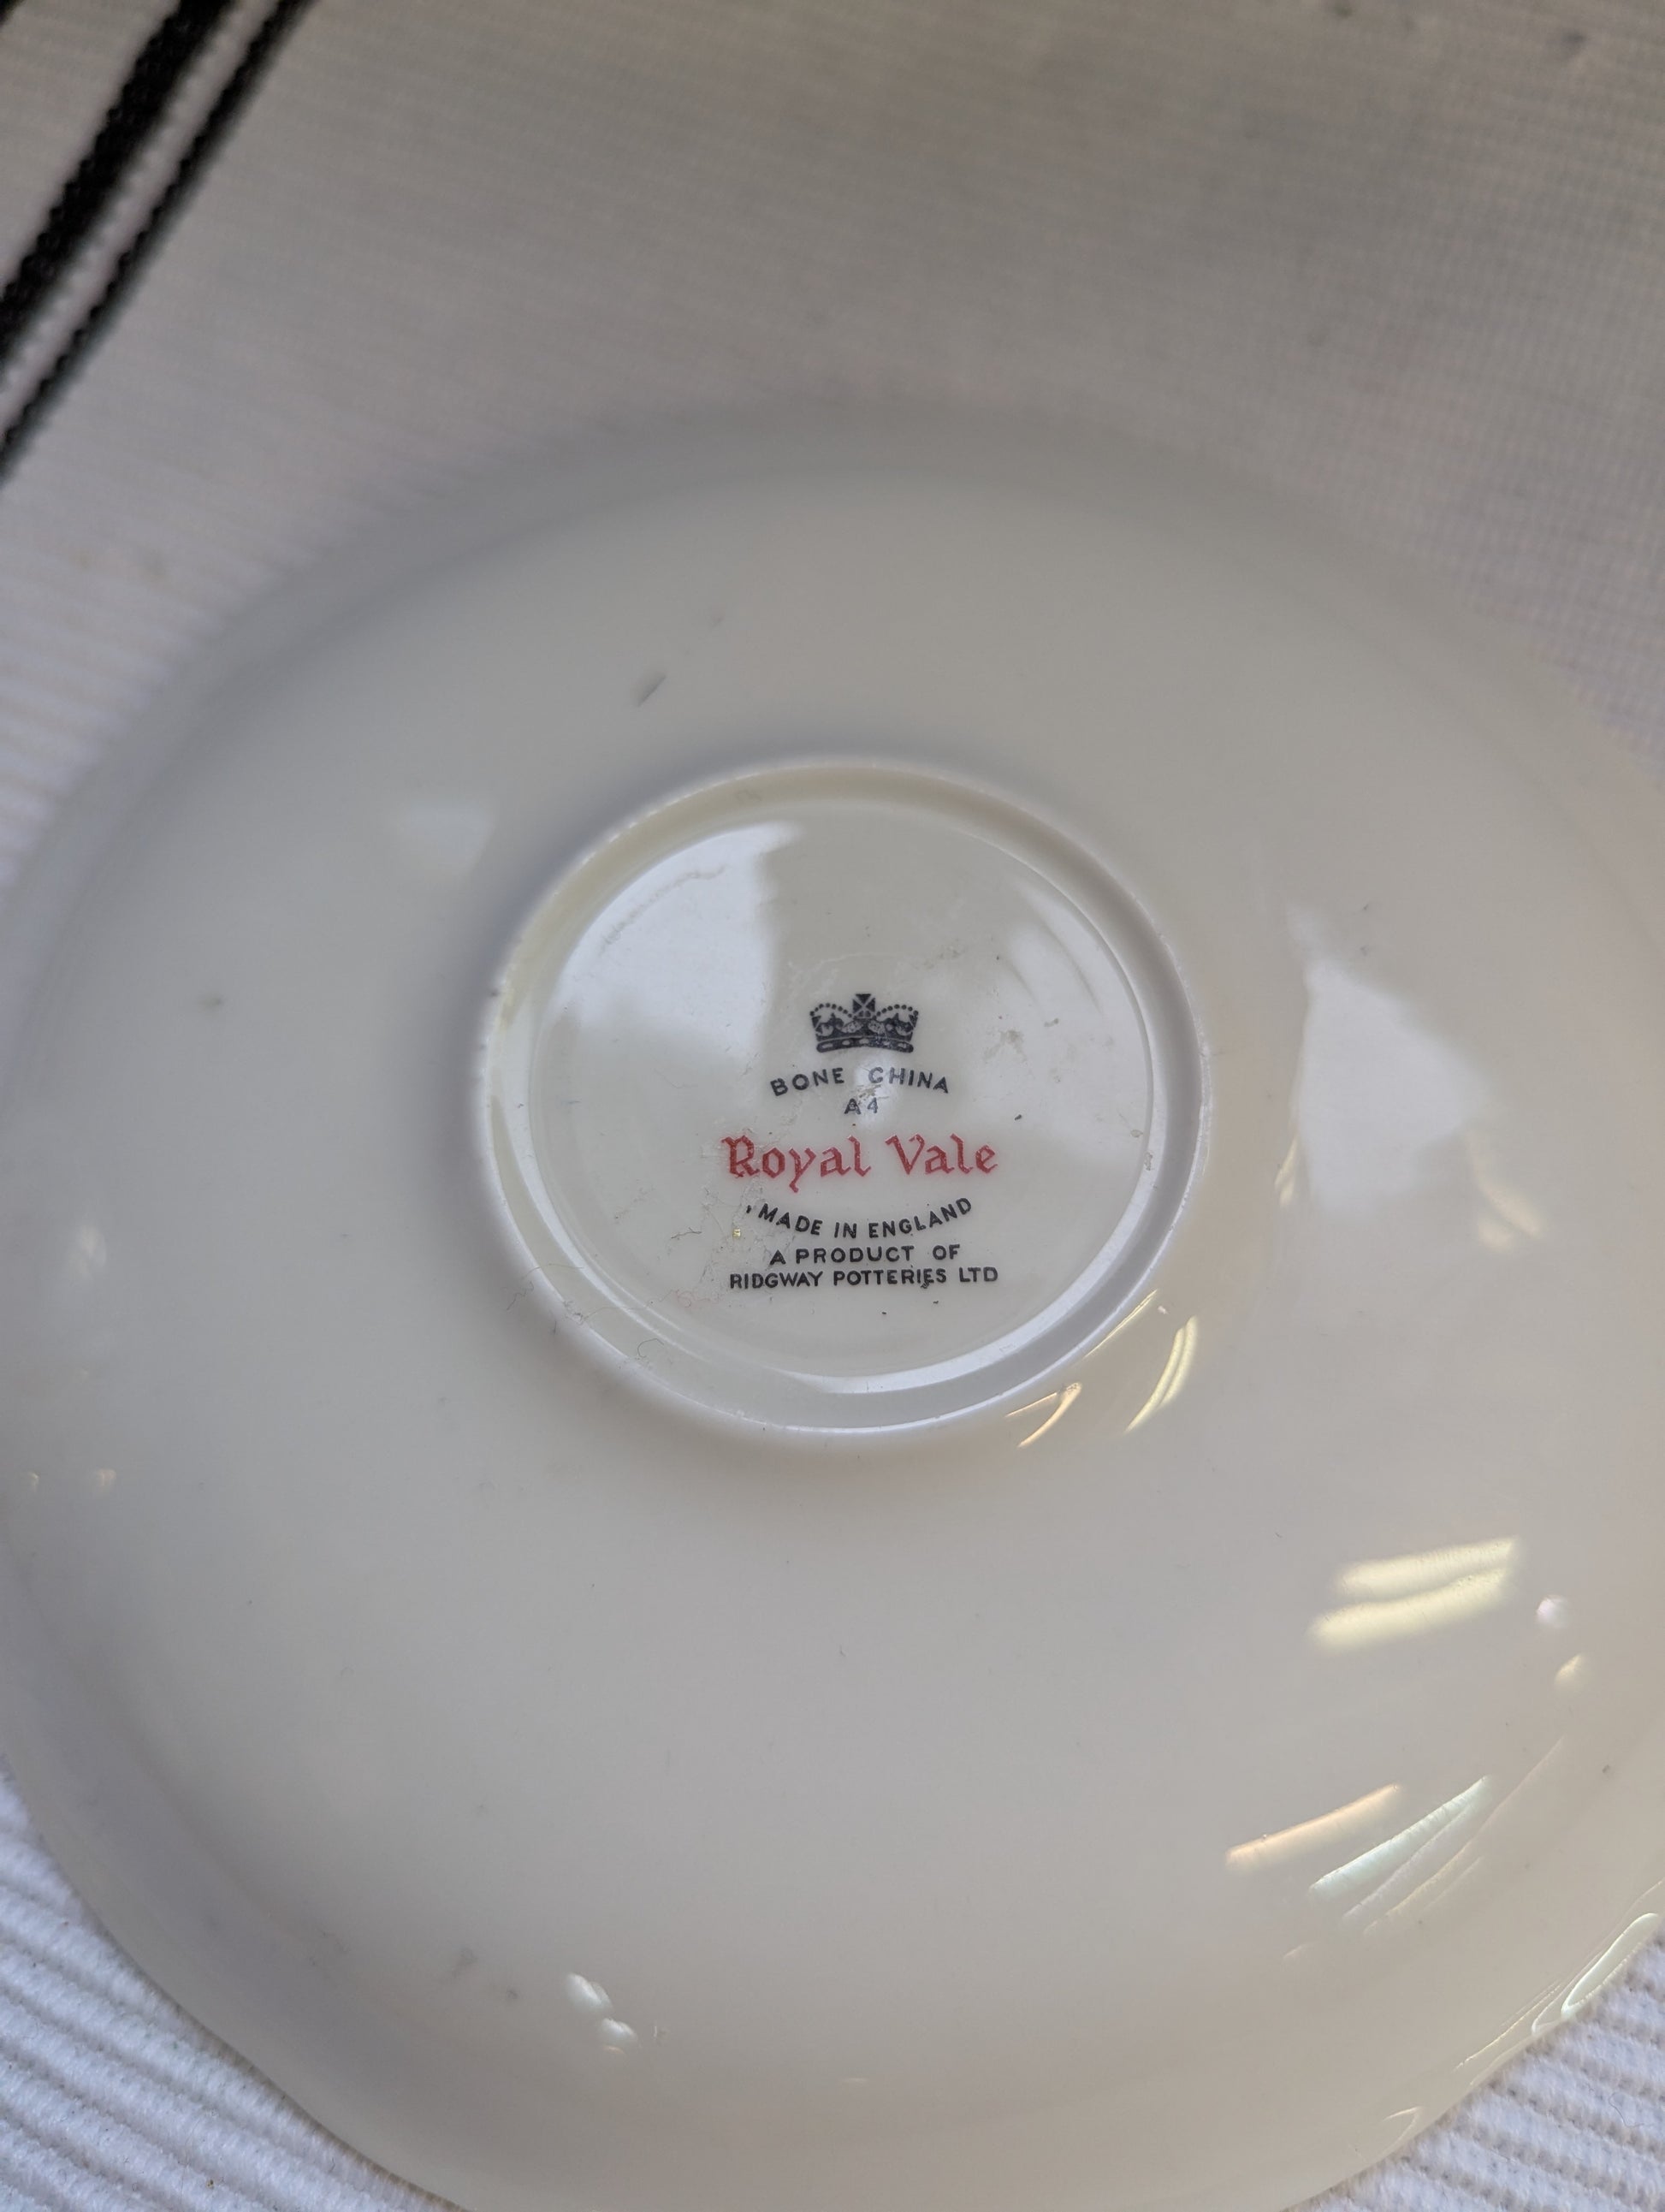 BONE CHINA
A4
Royal Vale
MADE IN ENGLAND
A PRODUCT OF
RIDGWAY POTTERIES LTD